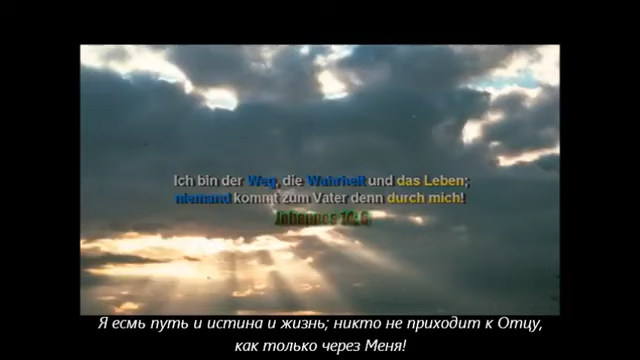 Ich bin der Weg, die Wahrheit und das Leben;
niemand kommt zum Vater denn durch mich!
Johannes 14: 6;
Я есмь путь и истина и жизнь; никто не приходит к Отцу,
как только через Меня!